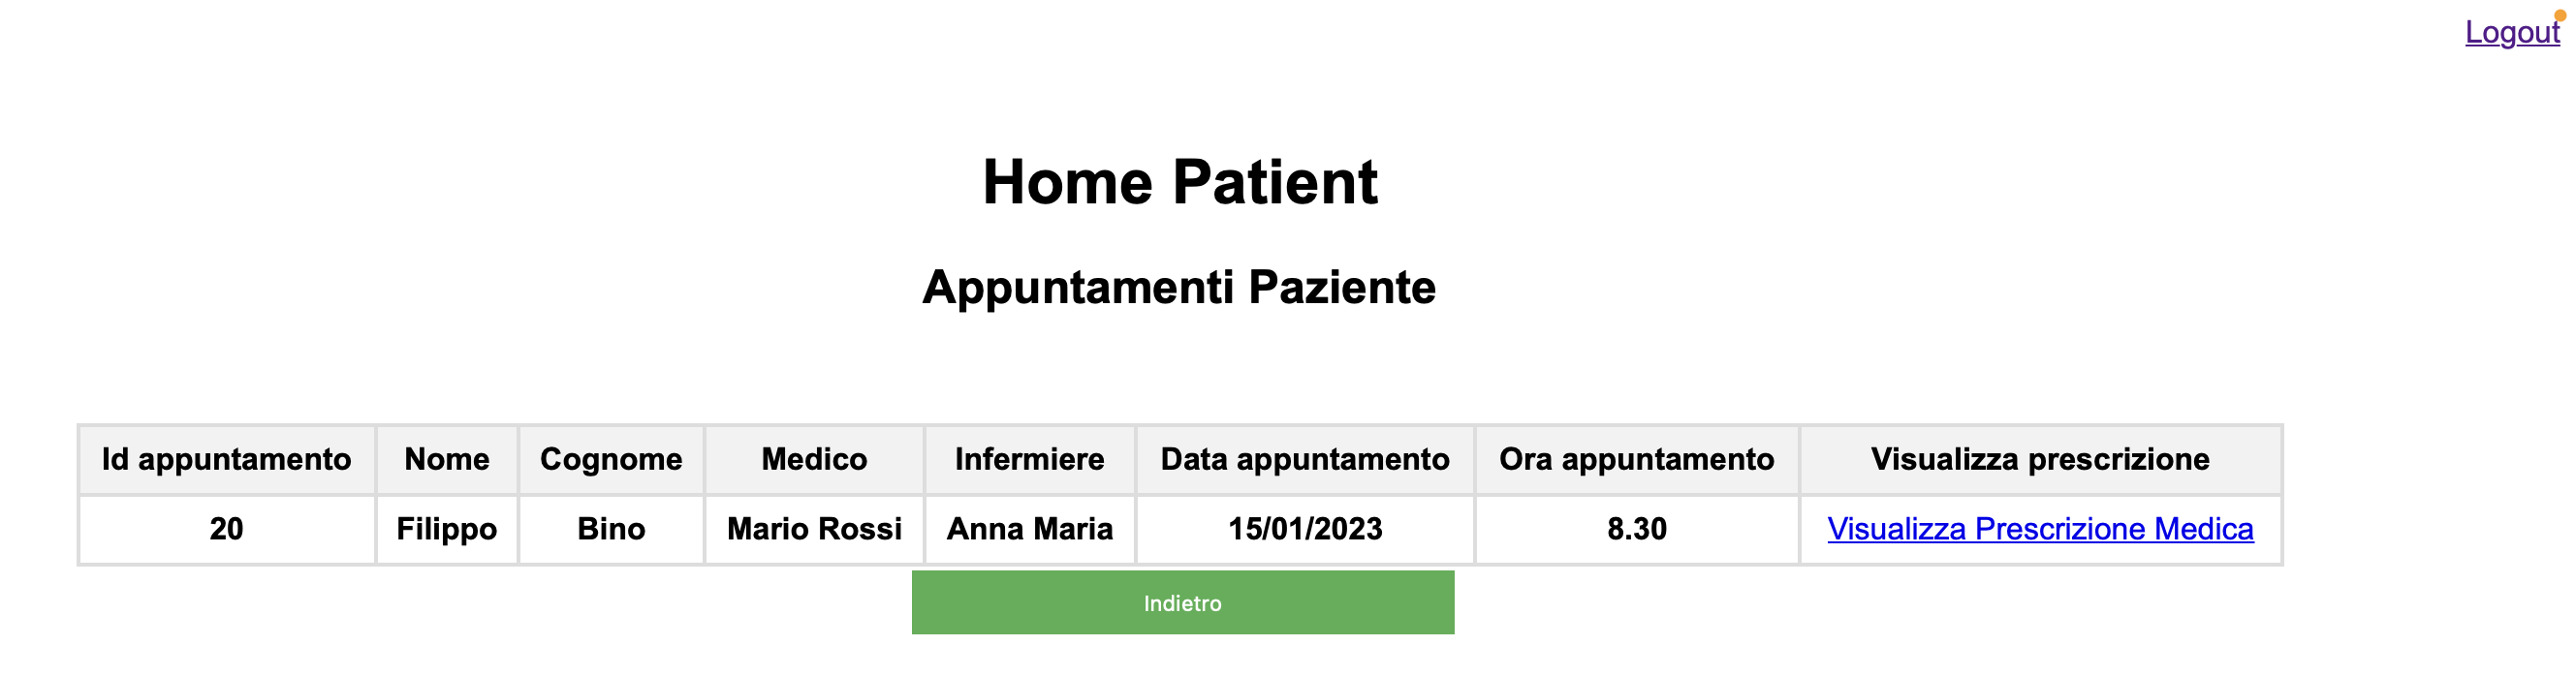 Logout
Home Patient
Appuntamenti Paziente
Id appuntamento Nome Cognome Medico Infermiere Data appuntamento Ora appuntamento Visualizza prescrizione
20 Filippo Bino Mario Rossi Anna Maria 15/01/2023 8.30 Visualizza Prescrizione Medica
Indietro